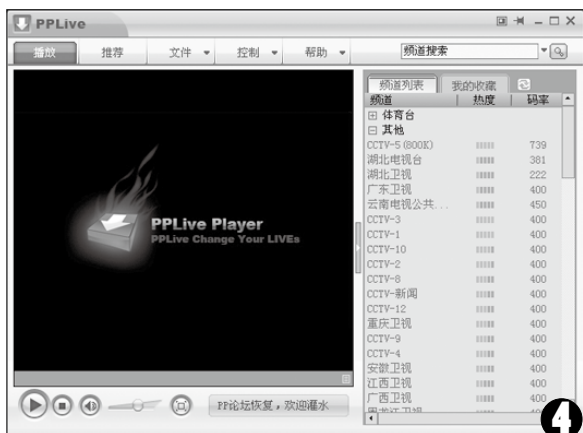 PPLive
播放 推荐 文件 控制 帮助 频道搜索
频道列表 我的收藏
频道 热度 码率
体育台
其他
CCTV-5(800K) 739
湖北电视台 381
湖北卫视 222
广东卫视 400
云南电视公共... 450
CCTV-3 400
CCTV-1 400
CCTV-10 400
CCTV-2 400
CCTV-8 400
CCTV-新闻 400
CCTV-12 400
重庆卫视 400
CCTV-9 400
CCTV-4 400
安徽卫视 400
江西卫视 400
广西卫视 400
400
PPLive Player
PPLive Change Your LIVEs
PP论坛恢复，欢迎灌水
4